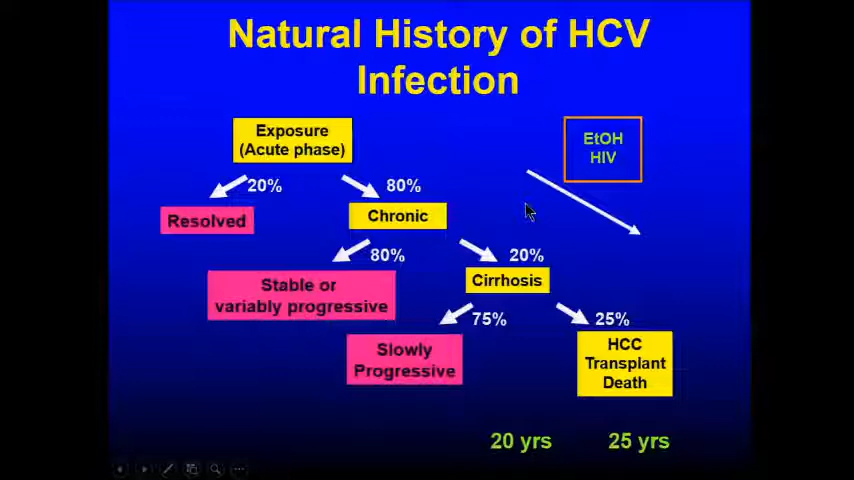 Natural History of HCV
Infection
Exposure
(Acute phase)
EtOH
HIV
20%
80%
Resolved
Chronic
80%
20%
Stable or
variably progressive
Cirrhosis
75%
25%
Slowly
Progressive
HCC
Transplant
Death
20 yrs
25 yrs